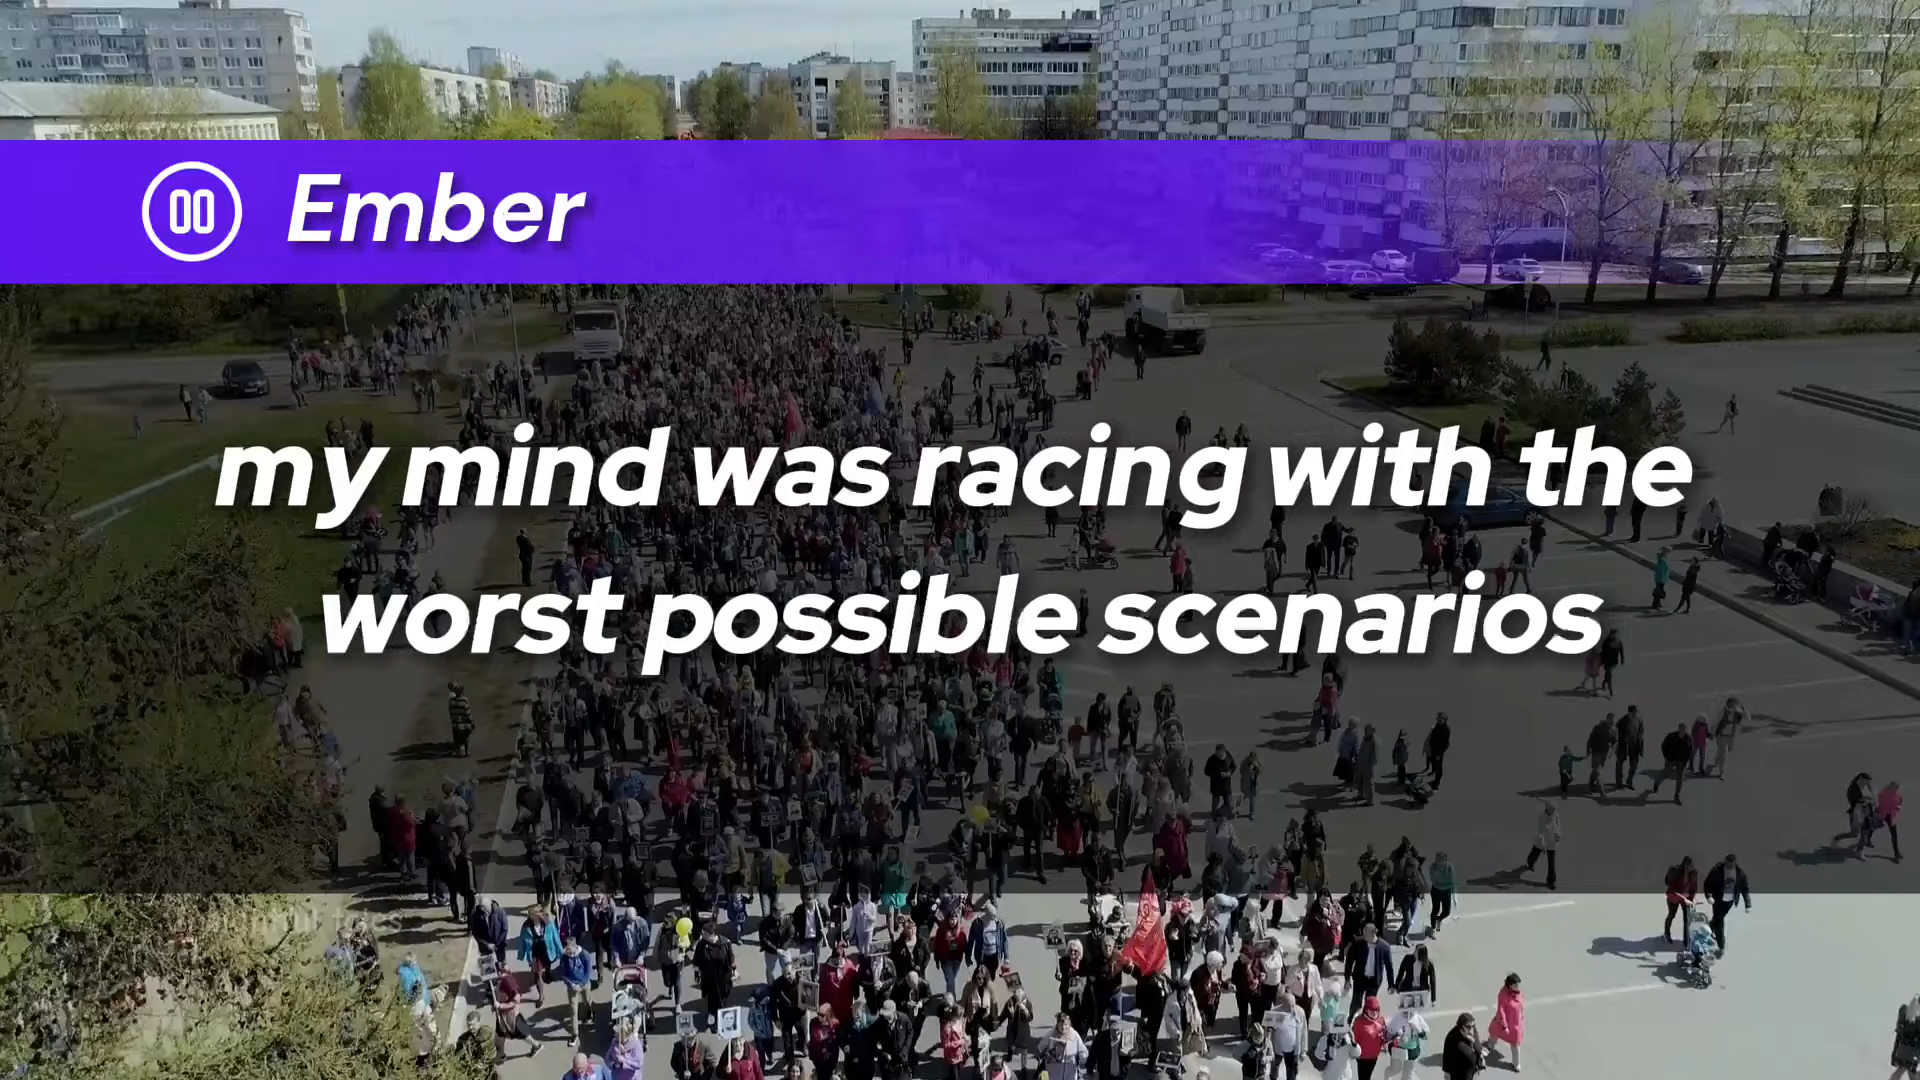 Ember
my mind was racing with the
worst possible scenarios